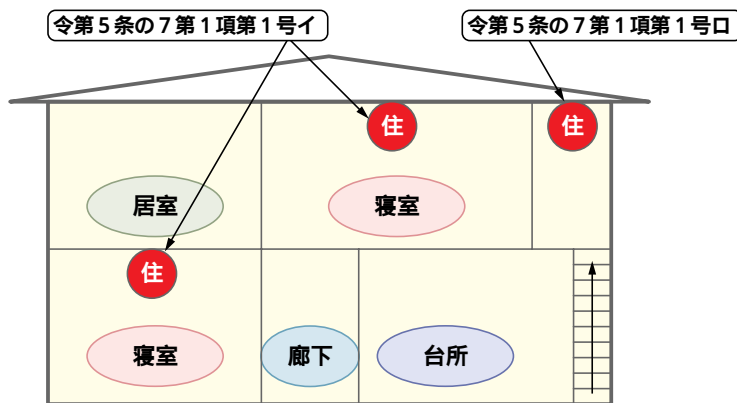 令第５条の７第１項第１号イ
令第５条の７第１項第１号ロ
住
住
居室
寝室
住
寝室
廊下
台所